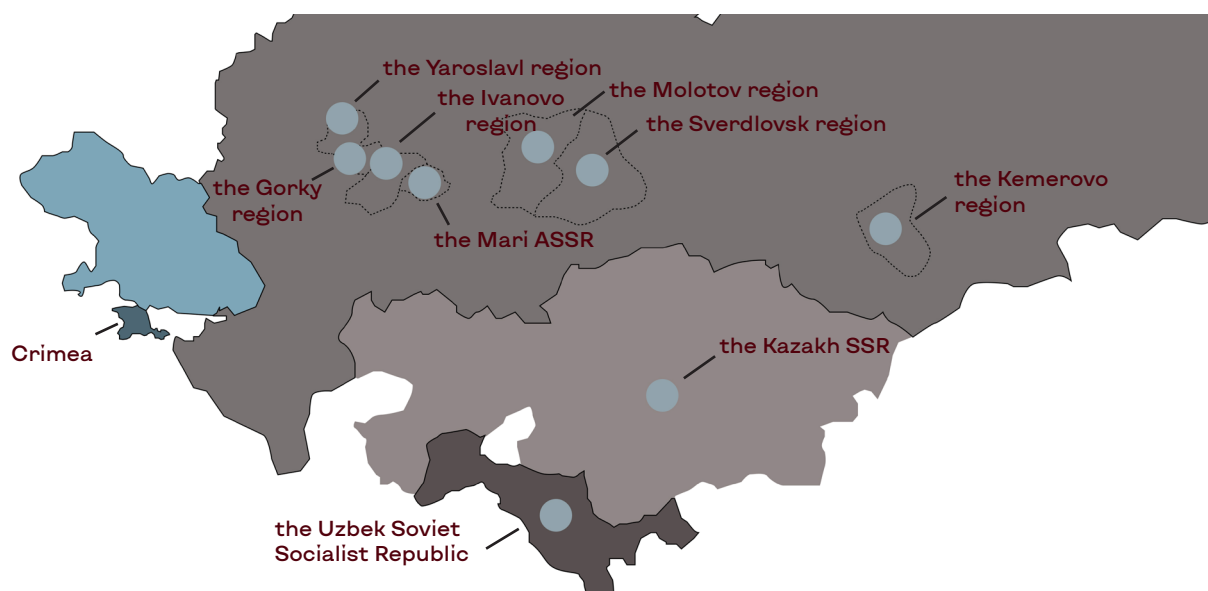 the Yaroslavl region
the Ivanovo
region
the Molotov region
the Sverdlovsk region
the Gorky
region
the Mari ASSR
the Kemerovo
region
Crimea
the Kazakh SSR
the Uzbek Soviet
Socialist Republic